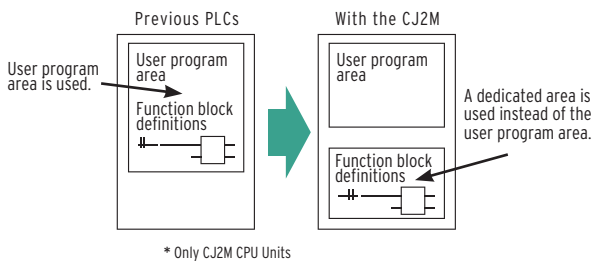 Previous PLCs
With the CJ2M
User program
area is used.
User program
area
Function block
definitions
User program
area
Function block
definitions
A dedicated area is
used instead of the
user program area.
* Only CJ2M CPU Units